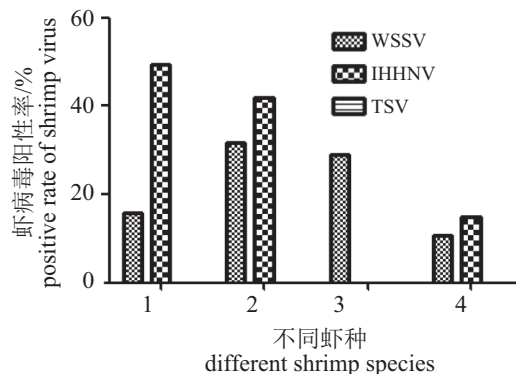 虾病毒阳性率/%
positive rate of shrimp virus
60
40
20
0
WSSV
IHHNV
TSV
1 2 3 4
不同虾种
different shrimp species